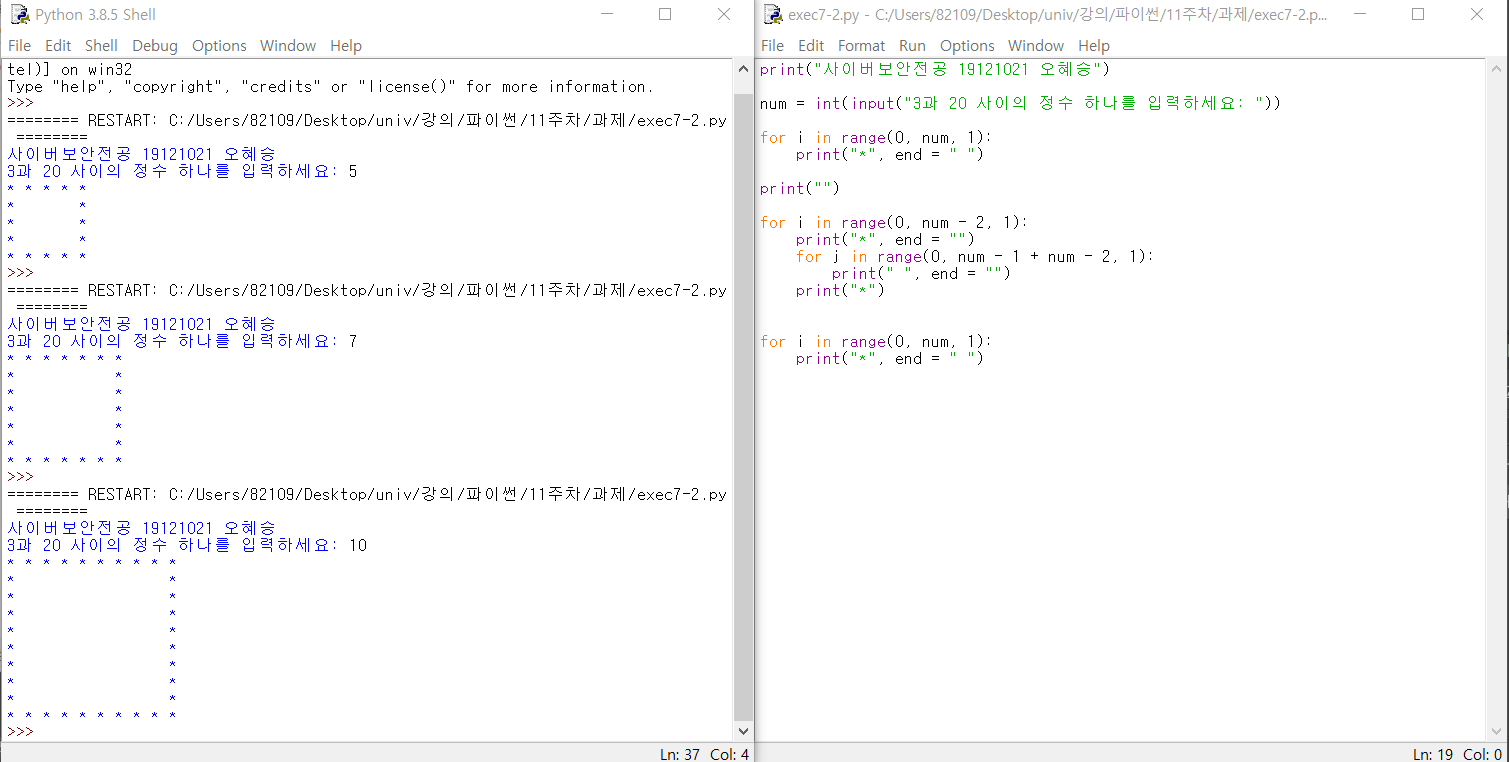 Python 3.8.5 Shell
File Edit Shell Debug Options Window Help
tel)] on win32
Type "help", "copyright", "credits" or "license()" for more information.
>>>
======== RESTART: C:/Users/82109/Desktop/univ/강의/파이썬/11주차/과제/exec7-2.py
 ========
사이버보안전공 19121021 오혜승
3과 20 사이의 정수 하나를 입력하세요: 5
* * * * *
*       *
*       *
*       *
* * * * *
>>>
======== RESTART: C:/Users/82109/Desktop/univ/강의/파이썬/11주차/과제/exec7-2.py
 ========
사이버보안전공 19121021 오혜승
3과 20 사이의 정수 하나를 입력하세요: 7
* * * * * * *
*           *
*           *
*           *
*           *
*           *
* * * * * * *
>>>
======== RESTART: C:/Users/82109/Desktop/univ/강의/파이썬/11주차/과제/exec7-2.py
 ========
사이버보안전공 19121021 오혜승
3과 20 사이의 정수 하나를 입력하세요: 10
* * * * * * * * * *
*                 *
*                 *
*                 *
*                 *
*                 *
*                 *
*                 *
*                 *
* * * * * * * * * *
>>>
Ln: 37 Col: 4
exec7-2.py - C:/Users/82109/Desktop/univ/강의/파이썬/11주차/과제/exec7-2.p...
File Edit Format Run Options Window Help
print("사이버보안전공 19121021 오혜승")
num = int(input("3과 20 사이의 정수 하나를 입력하세요: "))
for i in range(0, num, 1):
    print("*", end = " ")
print("")
for i in range(0, num - 2, 1):
    print("*", end = "")
    for j in range(0, num - 1 + num - 2, 1):
        print(" ", end = "")
    print("*")
for i in range(0, num, 1):
    print("*", end = " ")
Ln: 19 Col: 0